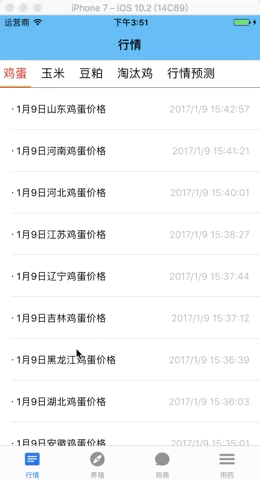 iPhone 7 – iOS 10.2 (14C89)
运营商 下午3:51
行情
鸡蛋 玉米 豆粕 淘汰鸡 行情预测
· 1月9日山东鸡蛋价格 2017/1/9 15:42:57
· 1月9日河南鸡蛋价格 2017/1/9 15:41:21
· 1月9日河北鸡蛋价格 2017/1/9 15:40:01
· 1月9日江苏鸡蛋价格 2017/1/9 15:38:27
· 1月9日辽宁鸡蛋价格 2017/1/9 15:37:44
· 1月9日吉林鸡蛋价格 2017/1/9 15:37:12
· 1月9日黑龙江鸡蛋价格 2017/1/9 15:36:39
· 1月9日湖北鸡蛋价格 2017/1/9 15:36:03
· 1月9日安徽鸡蛋价格 2017/1/9 15:35:01
行情 养殖 鸡病 用药